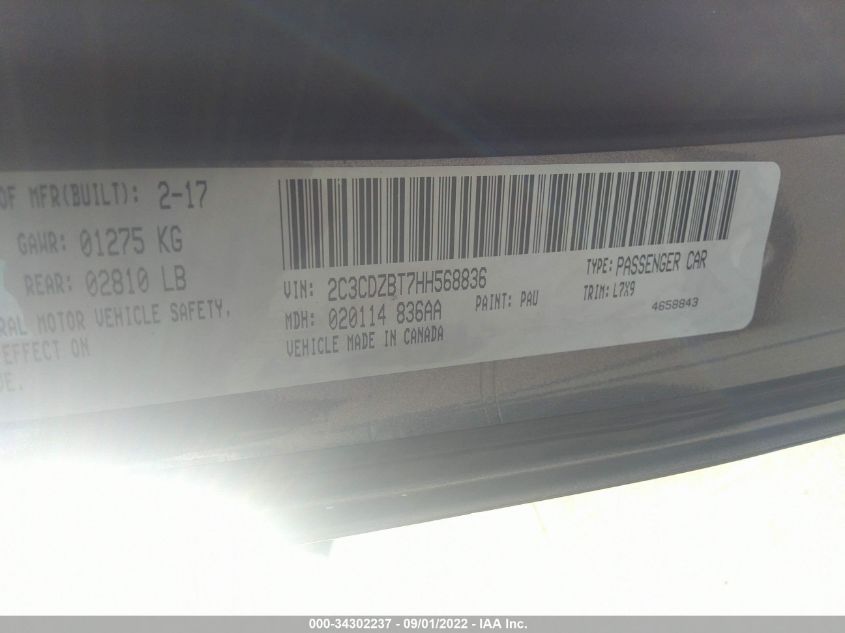 OF MFR(BUILT): 2-17
GAWR: 01275 KG
REAR: 02810 LB
RAL MOTOR VEHICLE SAFETY,
EFFECT ON
DE.
VIN: 2C3CDZBT7HH568836
TYPE: PASSENGER CAR
MDH: 020114 836AA
PAINT: PAU
TRIM: L7X9
VEHICLE MADE IN CANADA
4658843
000-34302237 - 09/01/2022 - IAA Inc.